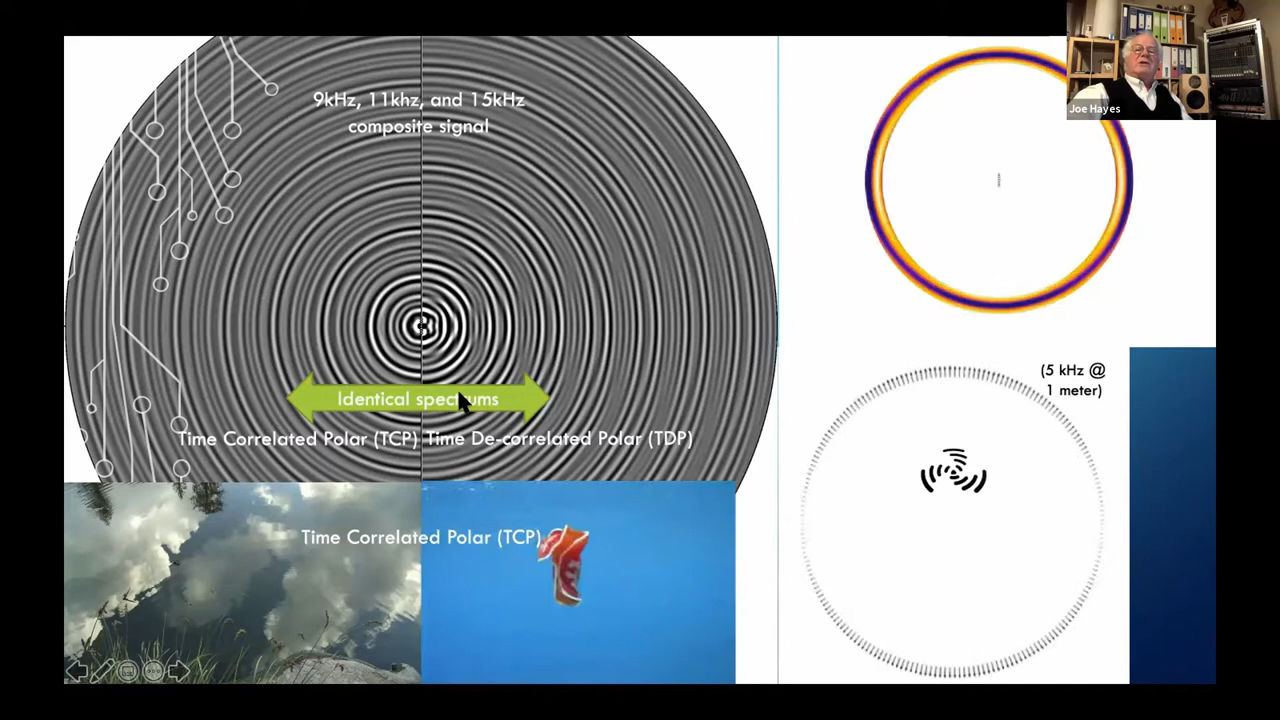 9kHz, 11khz, and 15kHz
composite signal
Joe Hayes
Identical spectrums
(5 kHz @
1 meter)
Time Correlated Polar (TCP)
Time De-correlated Polar (TDP)
Time Correlated Polar (TCP)